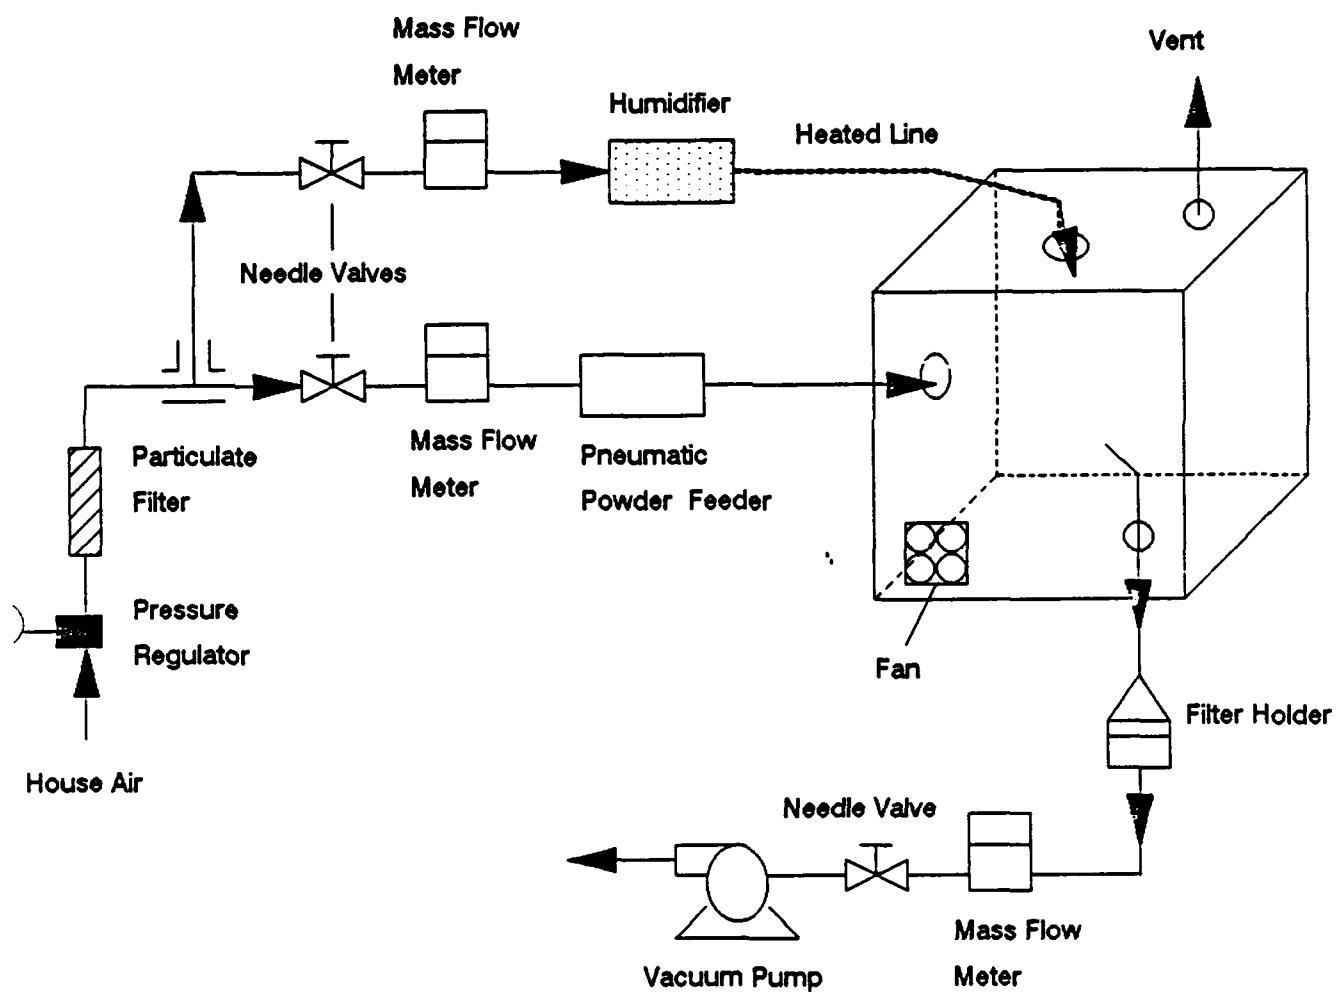 Mass Flow
Meter
Vent
Humidifier
Heated Line
Needle Valves
Mass Flow
Meter
Pneumatic
Powder Feeder
Particulate
Filter
Pressure
Regulator
Fan
Filter Holder
House Air
Needle Valve
Mass Flow
Meter
Vacuum Pump